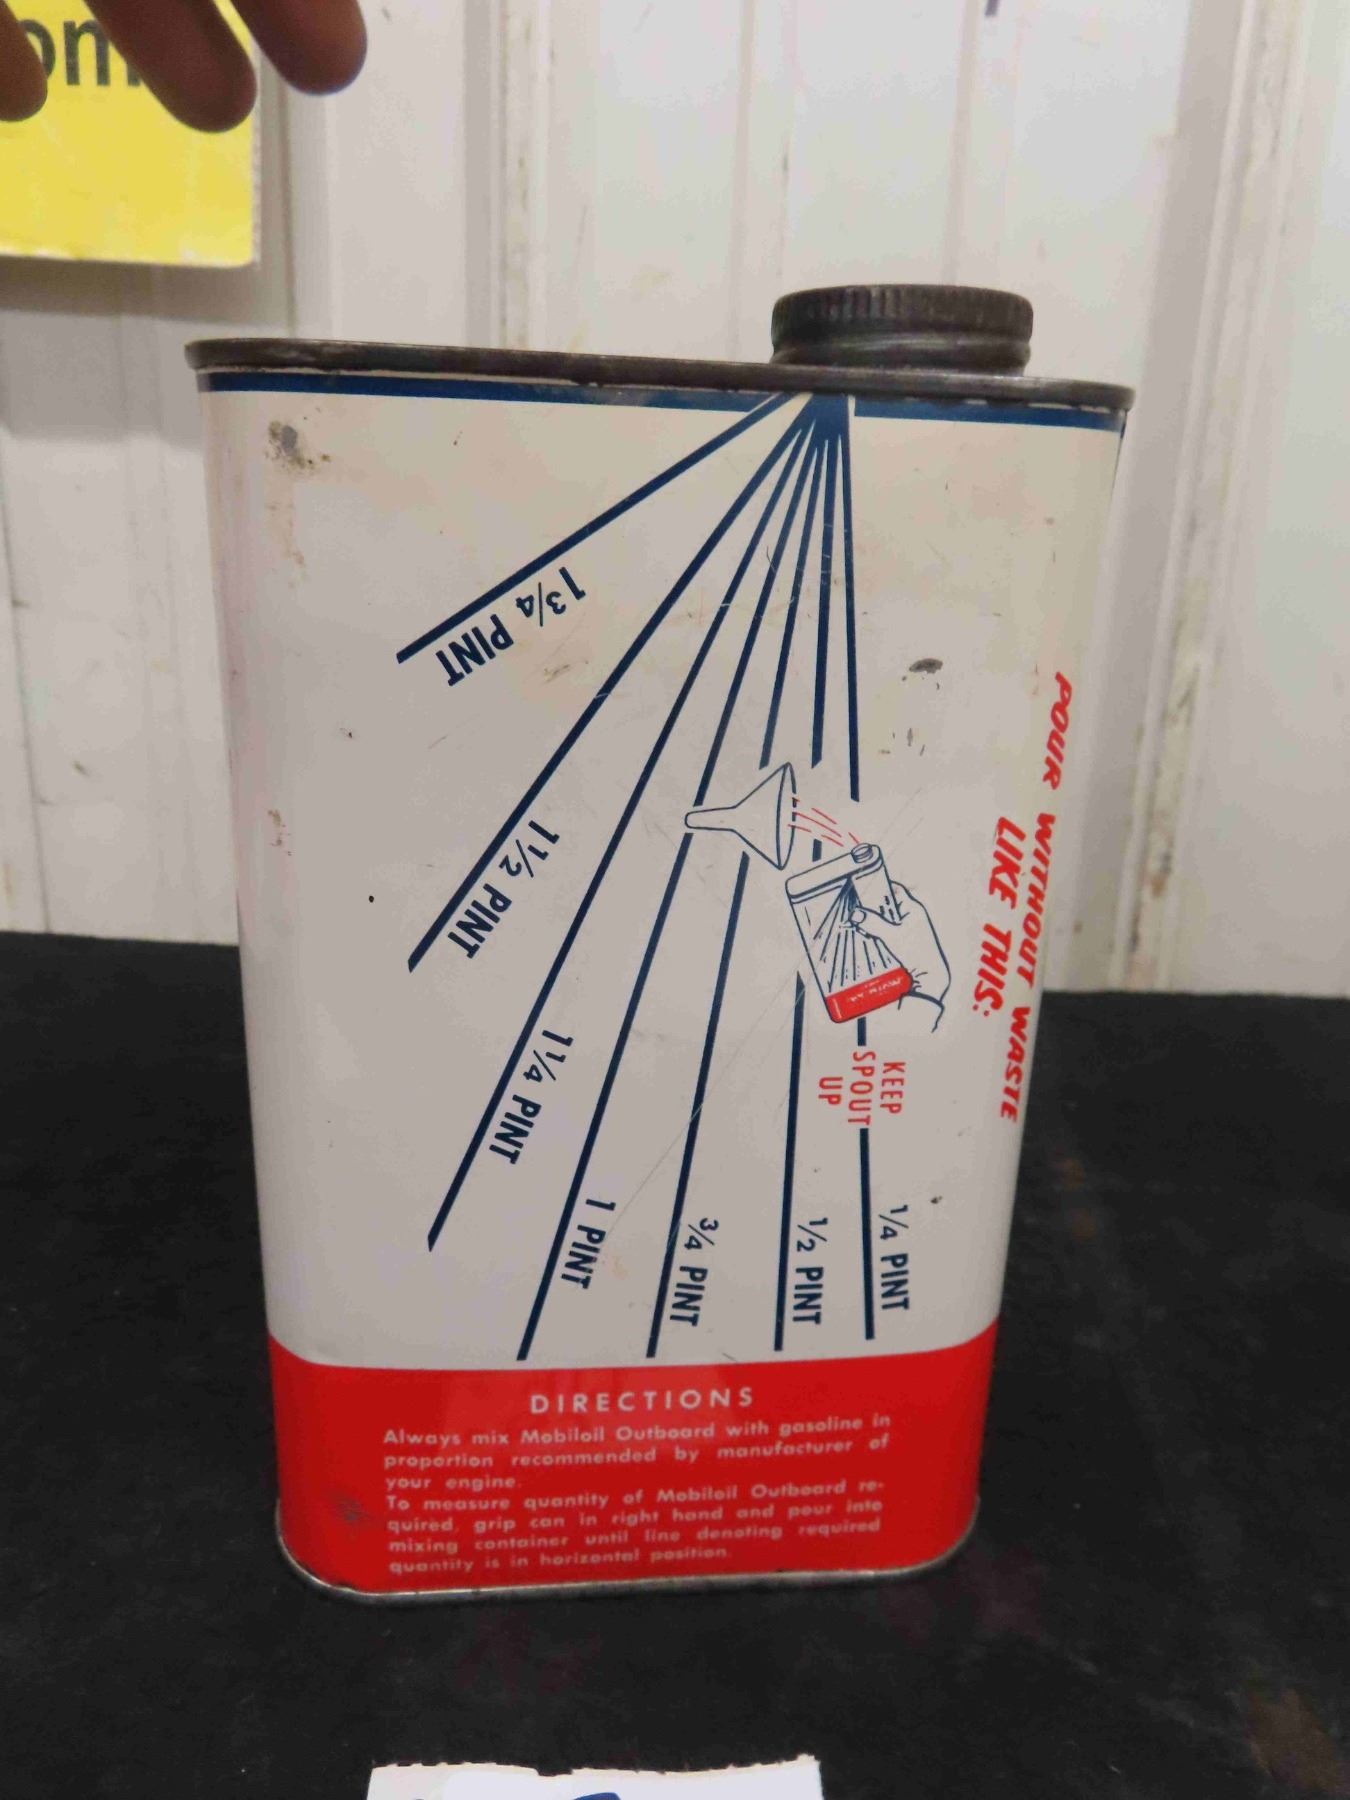 om
POUR WITHOUT WASTE
LIKE THIS:
KEEP
SPOUT
UP
1/4 PINT
1/2 PINT
3/4 PINT
1 PINT
1 1/4 PINT
1 1/2 PINT
1 3/4 PINT
DIRECTIONS
Always mix Mobiloil Outboard with gasoline in
proportion recommended by manufacturer of
your engine.
To measure quantity of Mobiloil Outboard re-
quired, grip can in right hand and pour into
mixing container until line denoting required
quantity is in horizontal position.